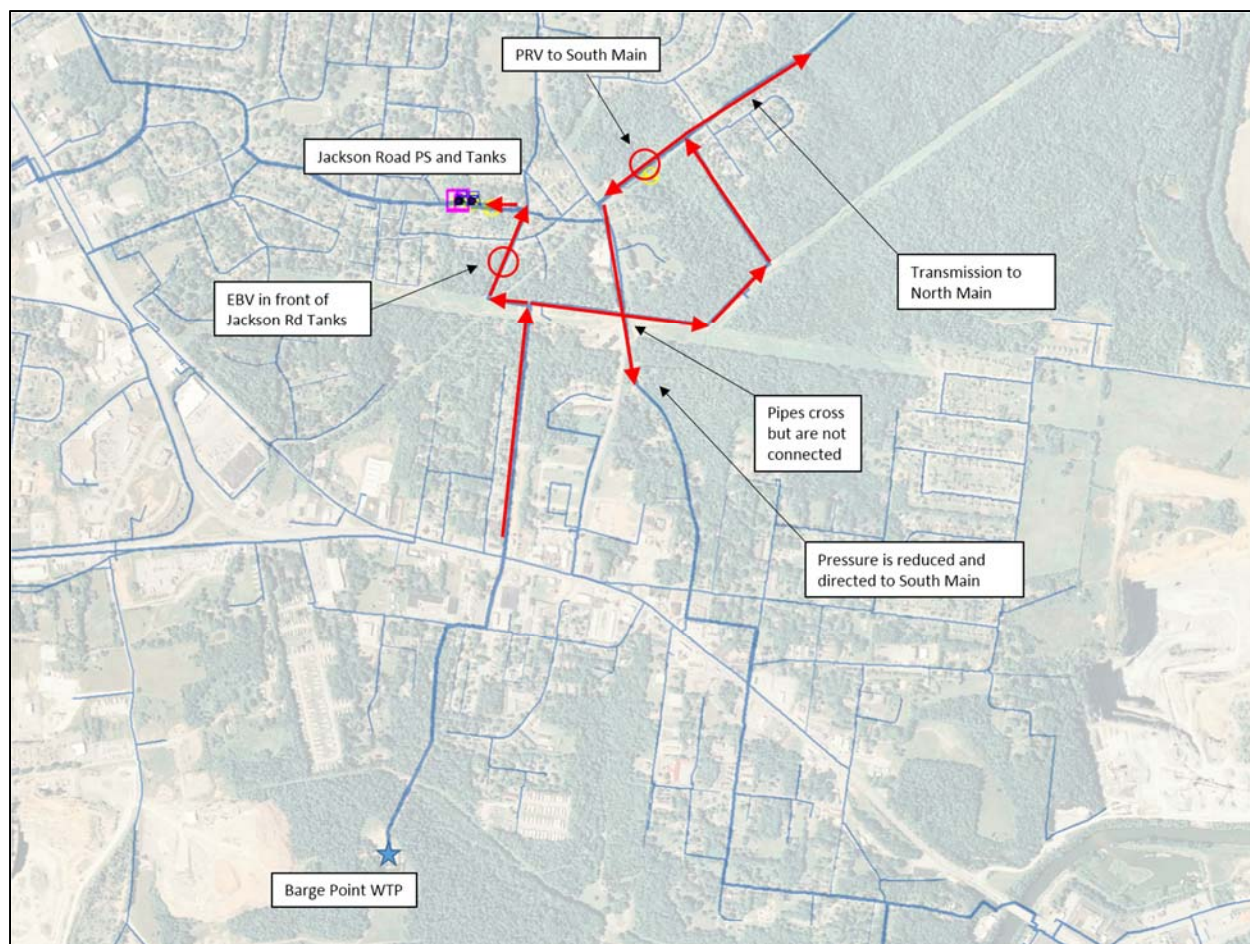 PRV to South Main
Jackson Road PS and Tanks
EBV in front of
Jackson Rd Tanks
Transmission to
North Main
Pipes cross
but are not
connected
Pressure is reduced and
directed to South Main
Barge Point WTP